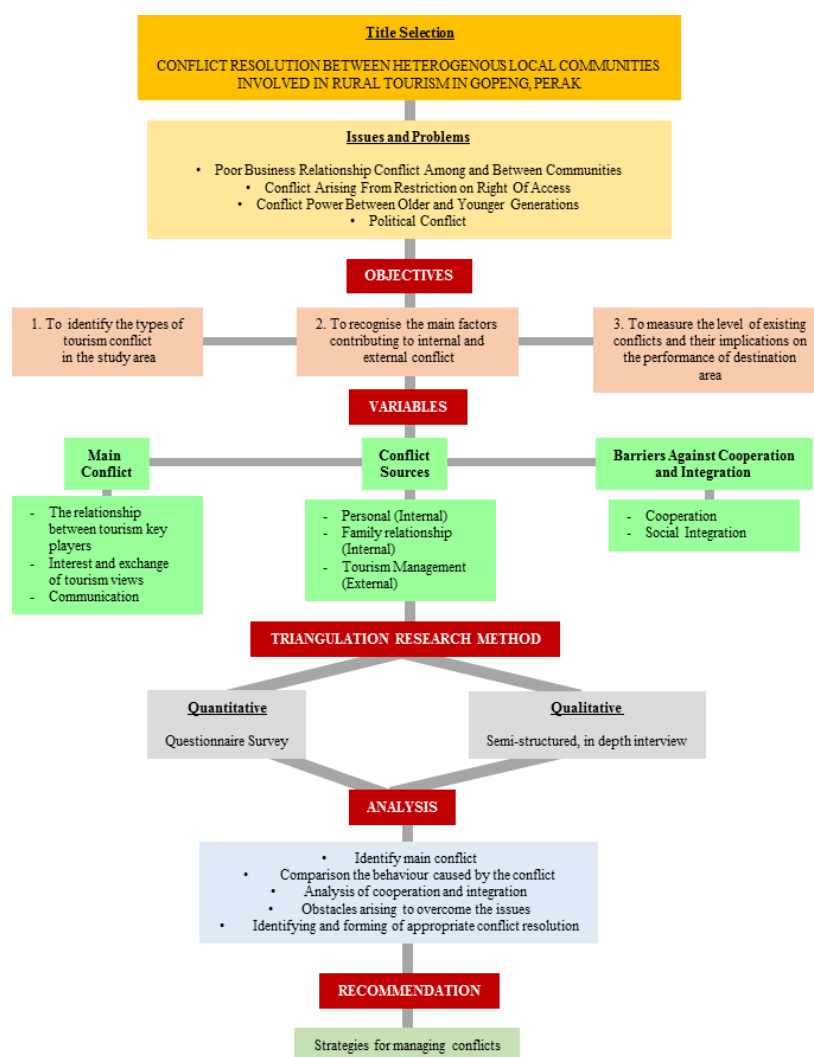 Title Selection
CONFLICT RESOLUTION BETWEEN HETEROGENOUS LOCAL COMMUNITIES
INVOLVED IN RURAL TOURISM IN GOPENG, PERAK
Issues and Problems
• Poor Business Relationship Conflict Among and Between Communities
• Conflict Arising From Restriction on Right Of Access
• Conflict Power Between Older and Younger Generations
• Political Conflict
OBJECTIVES
1. To identify the types of
tourism conflict
in the study area
2. To recognise the main factors
contributing to internal and
external conflict
3. To measure the level of existing
conflicts and their implications on
the performance of destination
area
VARIABLES
Main
Conflict
- The relationship
between tourism key
players
- Interest and exchange
of tourism views
- Communication
Conflict
Sources
- Personal (Internal)
- Family relationship
(Internal)
- Tourism Management
(External)
Barriers Against Cooperation
and Integration
- Cooperation
- Social Integration
TRIANGULATION RESEARCH METHOD
Quantitative
Questionnaire Survey
Qualitative
Semi-structured, in depth interview
ANALYSIS
• Identify main conflict
• Comparison the behaviour caused by the conflict
• Analysis of cooperation and integration
• Obstacles arising to overcome the issues
• Identifying and forming of appropriate conflict resolution
RECOMMENDATION
Strategies for managing conflicts